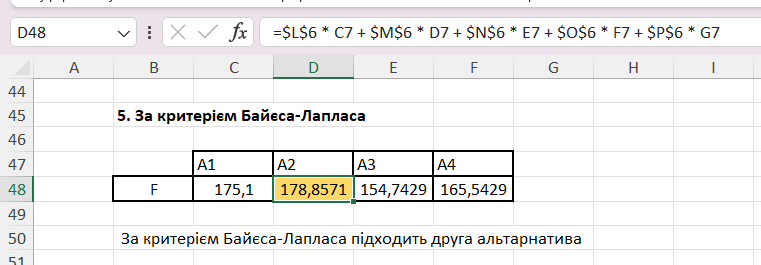 D48 fx =$L$6 * C7 + $M$6 * D7 + $N$6 * E7 + $O$6 * F7 + $P$6 * G7
A B C D E F G H I
44
45 5. За критерієм Байєса-Лапласа
46
47 A1 A2 A3 A4
48 F 175,1 178,8571 154,7429 165,5429
49
50 За критерієм Байєса-Лапласа підходить друга альтарнатива
51